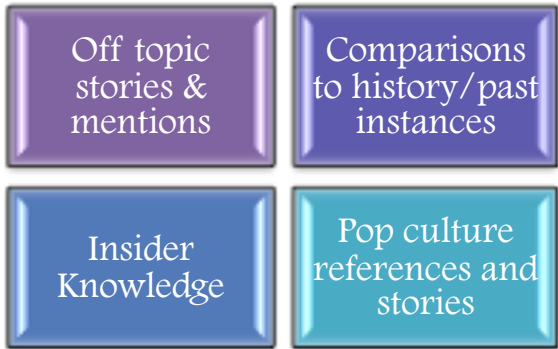 Off topic
stories &
mentions
Comparisons
to history/past
instances
Insider
Knowledge
Pop culture
references and
stories